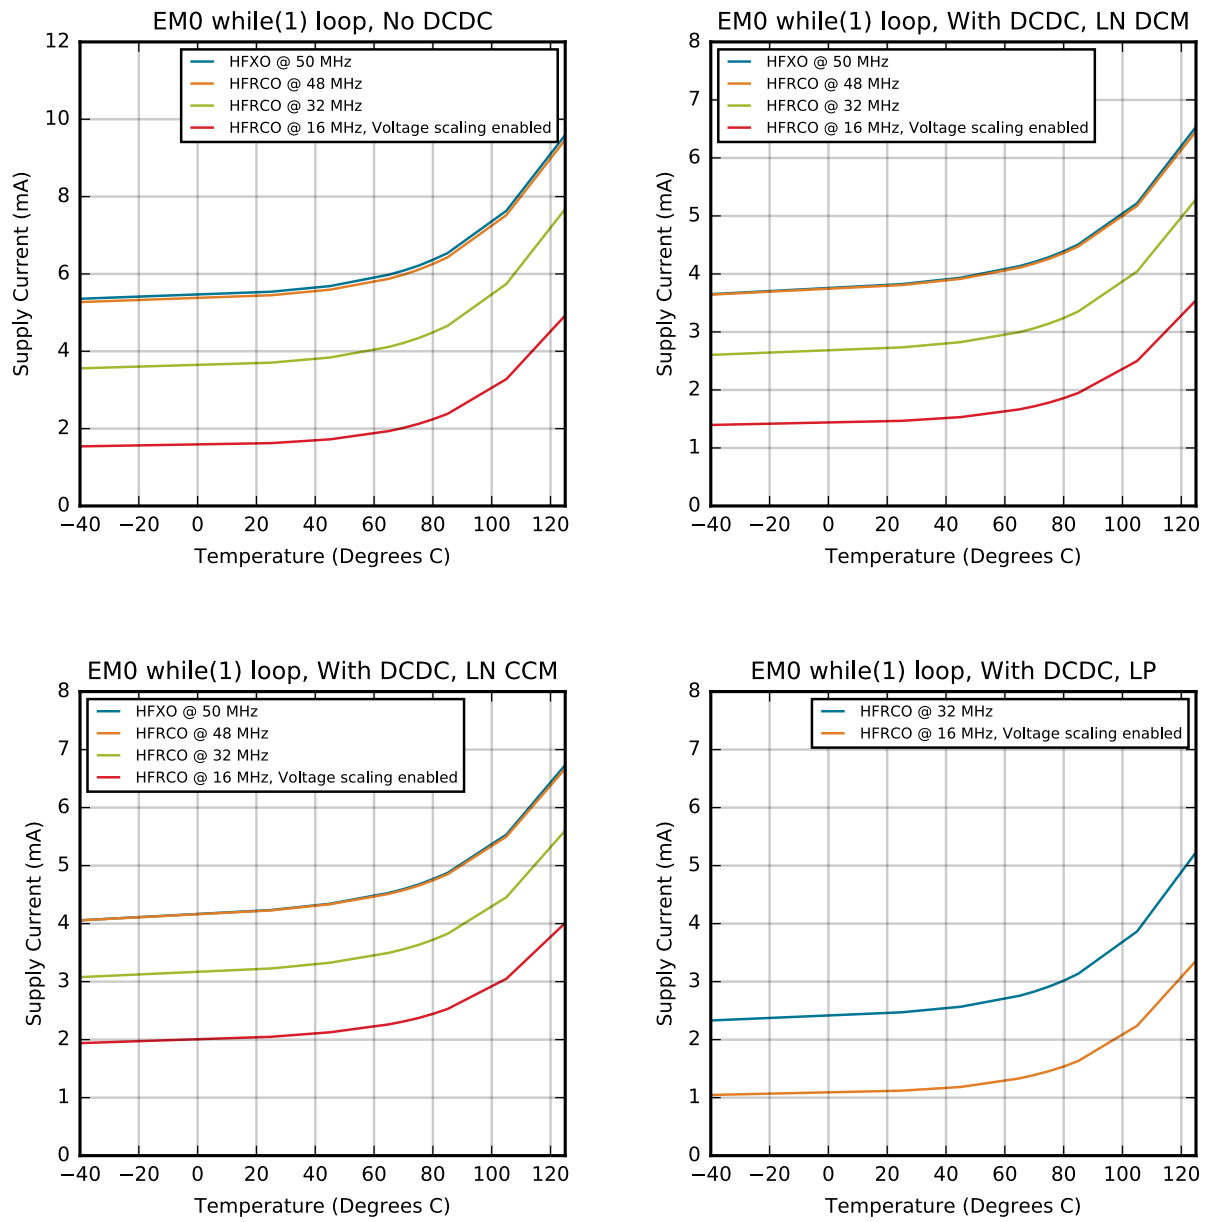 EM0 while(1) loop, No DCDC
12
10
8
6
4
2
0
Supply Current (mA)
HFXO @ 50 MHz
HFRCO @ 48 MHz
HFRCO @ 32 MHz
HFRCO @ 16 MHz, Voltage scaling enabled
−40 −20 0 20 40 60 80 100 120
Temperature (Degrees C)
EM0 while(1) loop, With DCDC, LN DCM
8
7
6
5
4
3
2
1
0
Supply Current (mA)
HFXO @ 50 MHz
HFRCO @ 48 MHz
HFRCO @ 32 MHz
HFRCO @ 16 MHz, Voltage scaling enabled
−40 −20 0 20 40 60 80 100 120
Temperature (Degrees C)
EM0 while(1) loop, With DCDC, LN CCM
8
7
6
5
4
3
2
1
0
Supply Current (mA)
HFXO @ 50 MHz
HFRCO @ 48 MHz
HFRCO @ 32 MHz
HFRCO @ 16 MHz, Voltage scaling enabled
−40 −20 0 20 40 60 80 100 120
Temperature (Degrees C)
EM0 while(1) loop, With DCDC, LP
8
7
6
5
4
3
2
1
0
Supply Current (mA)
HFRCO @ 32 MHz
HFRCO @ 16 MHz, Voltage scaling enabled
−40 −20 0 20 40 60 80 100 120
Temperature (Degrees C)